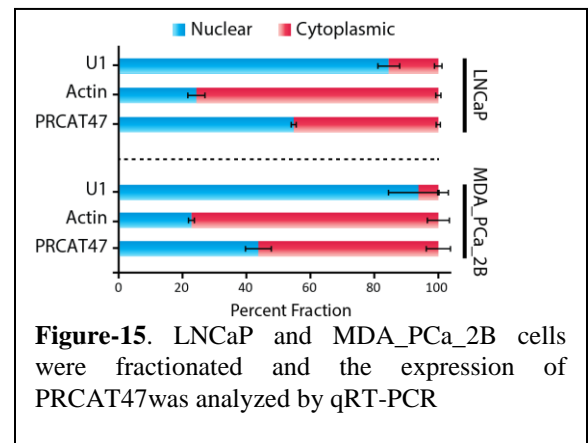 Nuclear Cytoplasmic
U1
Actin
PRCAT47
LNCaP
U1
Actin
PRCAT47
MDA_PCa_2B
0 20 40 60 80 100
Percent Fraction
Figure-15. LNCaP and MDA_PCa_2B cells
were fractionated and the expression of
PRCAT47was analyzed by qRT-PCR